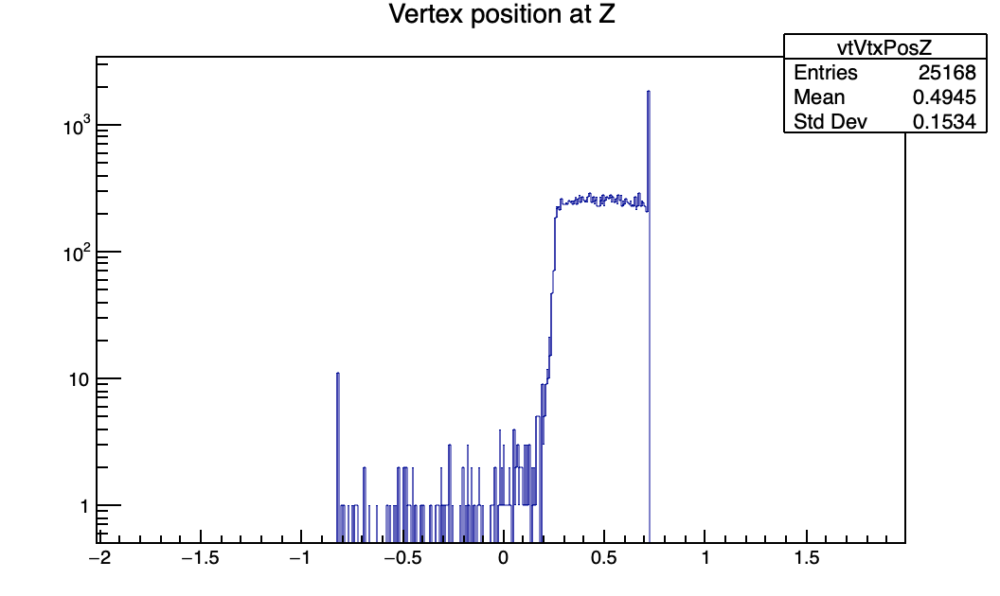 Vertex position at Z
vtVtxPosZ
Entries 25168
Mean 0.4945
Std Dev 0.1534
10³
10²
10
1
−2 −1.5 −1 −0.5 0 0.5 1 1.5